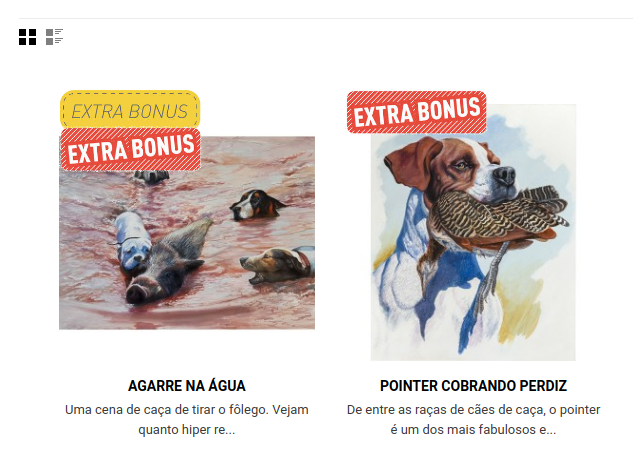 EXTRA BONUS
EXTRA BONUS
EXTRA BONUS
AGARRE NA ÁGUA
Uma cena de caça de tirar o fôlego. Vejam
quanto hiper re...
POINTER COBRANDO PERDIZ
De entre as raças de cães de caça, o pointer
é um dos mais fabulosos e...